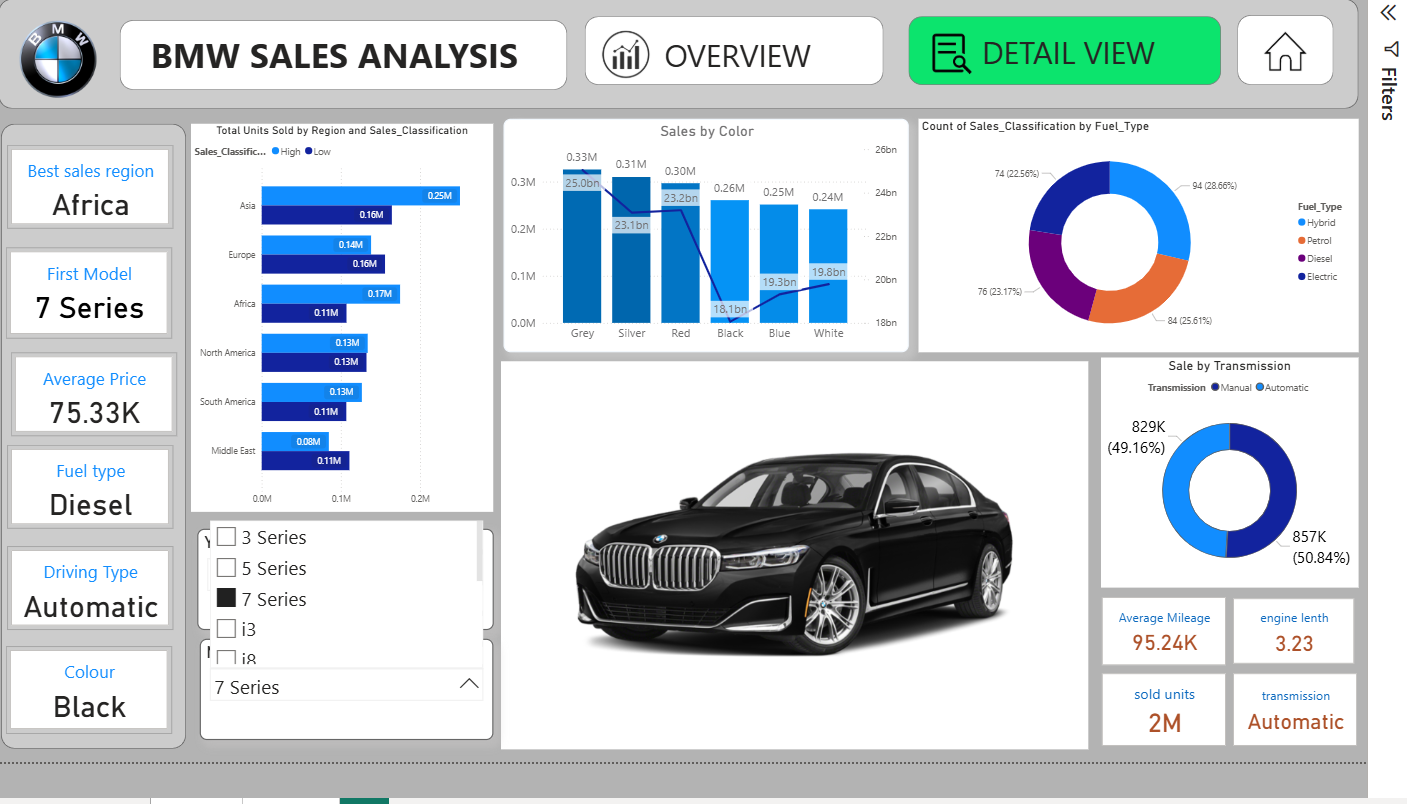 BMW
BMW SALES ANALYSIS
OVERVIEW
DETAIL VIEW
Filters
Best sales region
Africa
First Model
7 Series
Average Price
75.33K
Fuel type
Diesel
Driving Type
Automatic
Colour
Black
Total Units Sold by Region and Sales_Classification
Sales_Classific... High Low
Asia 0.25M
0.16M
Europe 0.14M
0.16M
Africa 0.17M
0.11M
North America 0.13M
0.13M
South America 0.13M
0.11M
Middle East 0.08M
0.11M
0.0M 0.1M 0.2M
3 Series
5 Series
7 Series
i3
i8
7 Series
Sales by Color
0.33M 0.31M 0.30M 0.26M 0.25M 0.24M
25.0bn 23.1bn 23.2bn 18.1bn 19.3bn 19.8bn
0.3M
0.2M
0.1M
0.0M
26bn
24bn
22bn
20bn
18bn
Grey Silver Red Black Blue White
Count of Sales_Classification by Fuel_Type
74 (22.56%)
94 (28.66%)
76 (23.17%)
84 (25.61%)
Fuel_Type
Hybrid
Petrol
Diesel
Electric
Sale by Transmission
Transmission Manual Automatic
829K
(49.16%)
857K
(50.84%)
Average Mileage
95.24K
engine lenth
3.23
sold units
2M
transmission
Automatic